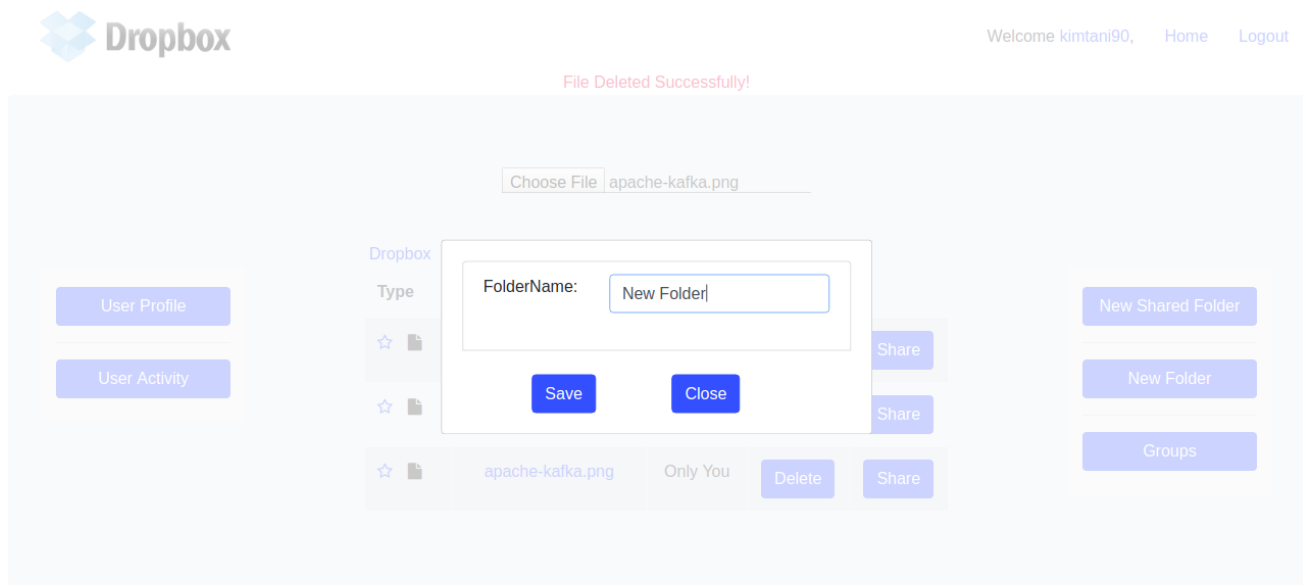 Dropbox
Welcome kimtani90, Home Logout
File Deleted Successfully!
Choose File apache-kafka.png
Dropbox
Type
User Profile
User Activity
FolderName: New Folder
Save Close
Share
Share
apache-kafka.png Only You Delete Share
New Shared Folder
New Folder
Groups